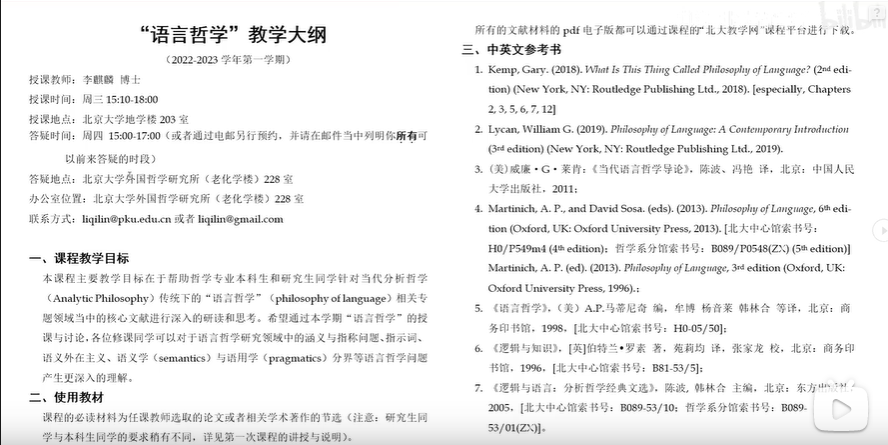 “语言哲学”教学大纲
（2022-2023 学年第一学期）
授课教师：李麒麟 博士
授课时间：周三 15:10-18:00
授课地点：北京大学地学楼 203 室
答疑时间：周四 15:00-17:00（或者通过电邮另行预约，并请在邮件当中列明你所有可
以前来答疑的时段）
答疑地点：北京大学外国哲学研究所（老化学楼）228 室
办公室位置：北京大学外国哲学研究所（老化学楼）228 室
联系方式：liqilin@pku.edu.cn 或者 liqilin@gmail.com
一、课程教学目标
本课程主要教学目标在于帮助哲学专业本科生和研究生同学针对当代分析哲学
（Analytic Philosophy）传统下的“语言哲学”（philosophy of language）相关专
题领域当中的核心文献进行深入的研读和思考。希望通过本学期“语言哲学”的授
课与讨论，各位修课同学可以对于语言哲学研究领域中的涵义与指称问题、指示词、
语义外在主义、语义学（semantics）与语用学（pragmatics）分界等语言哲学问题
产生更深入的理解。
二、使用教材
课程的必读材料为任课教师选取的论文或者相关学术著作的节选（注意：研究生同
学与本科生同学的要求稍有不同，详见第一次课程的讲授与说明）。
所有的文献材料的 pdf 电子版都可以通过课程的“北大教学网”课程平台进行下载。
三、中英文参考书
1. Kemp, Gary. (2018). What Is This Thing Called Philosophy of Language? (2nd edi-
tion) (New York, NY: Routledge Publishing Ltd., 2018). [especially, Chapters
2, 3, 5, 6, 7, 12]
2. Lycan, William G. (2019). Philosophy of Language: A Contemporary Introduction
(3rd edition) (New York, NY: Routledge Publishing Ltd., 2019).
3. (美)威廉·G·莱肯：《当代语言哲学导论》，陈波、冯艳 译，北京：中国人民
大学出版社，2011；
4. Martinich, A. P., and David Sosa. (eds). (2013). Philosophy of Language, 6th edi-
tion (Oxford, UK: Oxford University Press, 2013). [北大中心馆索书号：
H0/P549m4 (4th edition)；哲学系分馆索书号：B089/P0548(ZX) (5th edition)]
Martinich, A. P. (ed). (2013). Philosophy of Language, 3rd edition (Oxford, UK:
Oxford University Press, 1996).；
5. 《语言哲学》，（美）A.P.马蒂尼奇 编，牟博 杨音莱 韩林合 等译，北京：商
务印书馆，1998，[北大中心馆索书号：H0-05/50]；
6. 《逻辑与知识》，[英]伯特兰•罗素 著，苑莉均 译，张家龙 校，北京：商务印
书馆，1996，[北大中心馆索书号：B81-53/5]；
7. 《逻辑与语言：分析哲学经典文选》，陈波, 韩林合 主编，北京：东方出版社，
2005，[北大中心馆索书号：B089-53/10；哲学系分馆索书号：B089-
53/01(ZX)]。